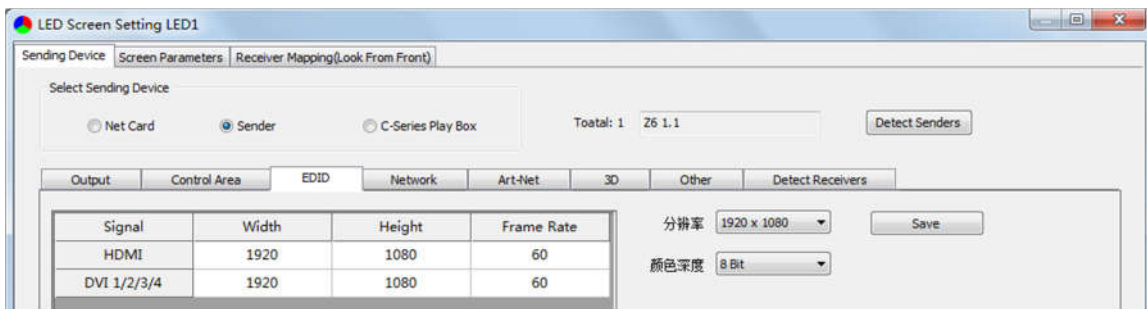 LED Screen Setting LED1
Sending Device Screen Parameters Receiver Mapping(Look From Front)
Select Sending Device
Net Card Sender C-Series Play Box Toatal: 1 Z6 1.1 Detect Senders
Output Control Area EDID Network Art-Net 3D Other Detect Receivers
Signal Width Height Frame Rate 分辨率 1920 x 1080 Save
HDMI 1920 1080 60 颜色深度 8 Bit
DVI 1/2/3/4 1920 1080 60